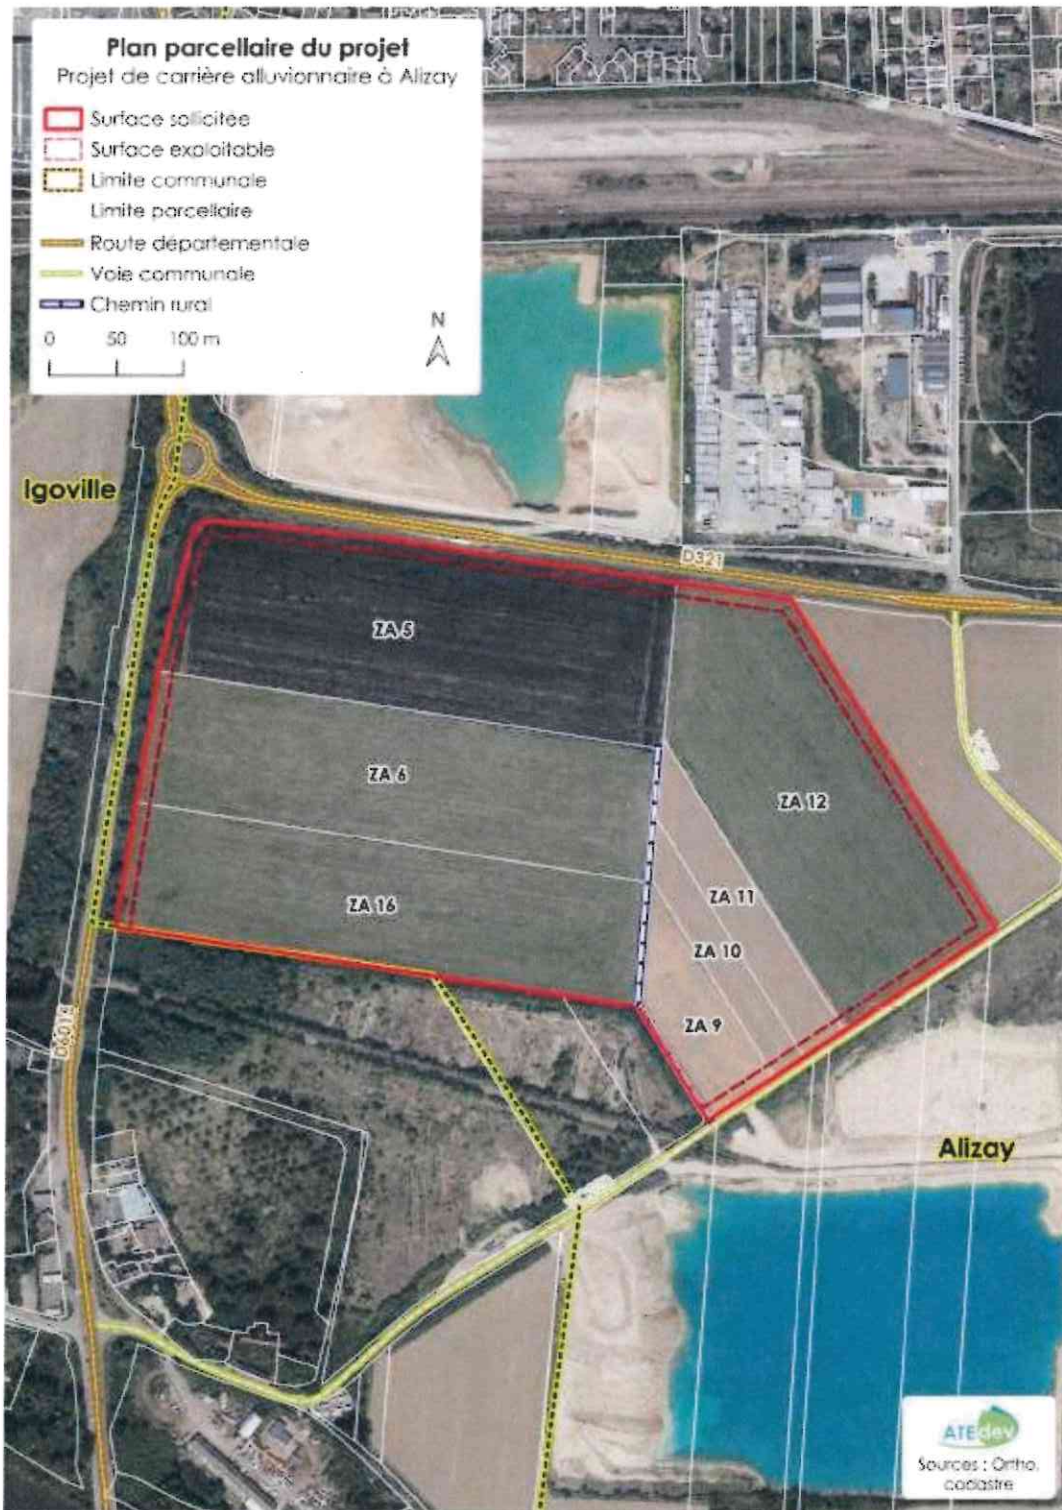 Plan parcellaire du projet
Projet de carrière alluvionnaire à Alizay
Surface sollicitée
Surface exploitable
Limite communale
Limite parcellaire
Route départementale
Voie communale
Chemin rural
0 50 100 m
N
Igoville
D321
ZA 5
ZA 6
ZA 12
ZA 11
ZA 16
ZA 10
ZA 9
Alizay
ATEdev
Sources : Ortho,
cadastre